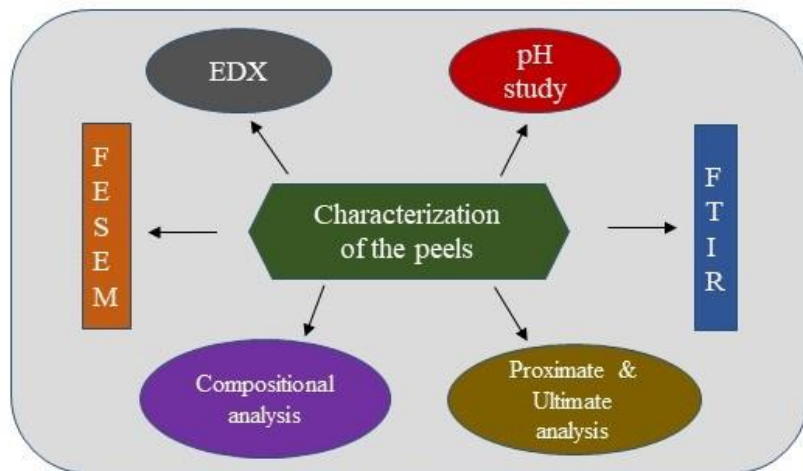 EDX
pH
study
F
E
S
E
M
Characterization
of the peels
F
T
I
R
Compositional
analysis
Proximate &
Ultimate
analysis